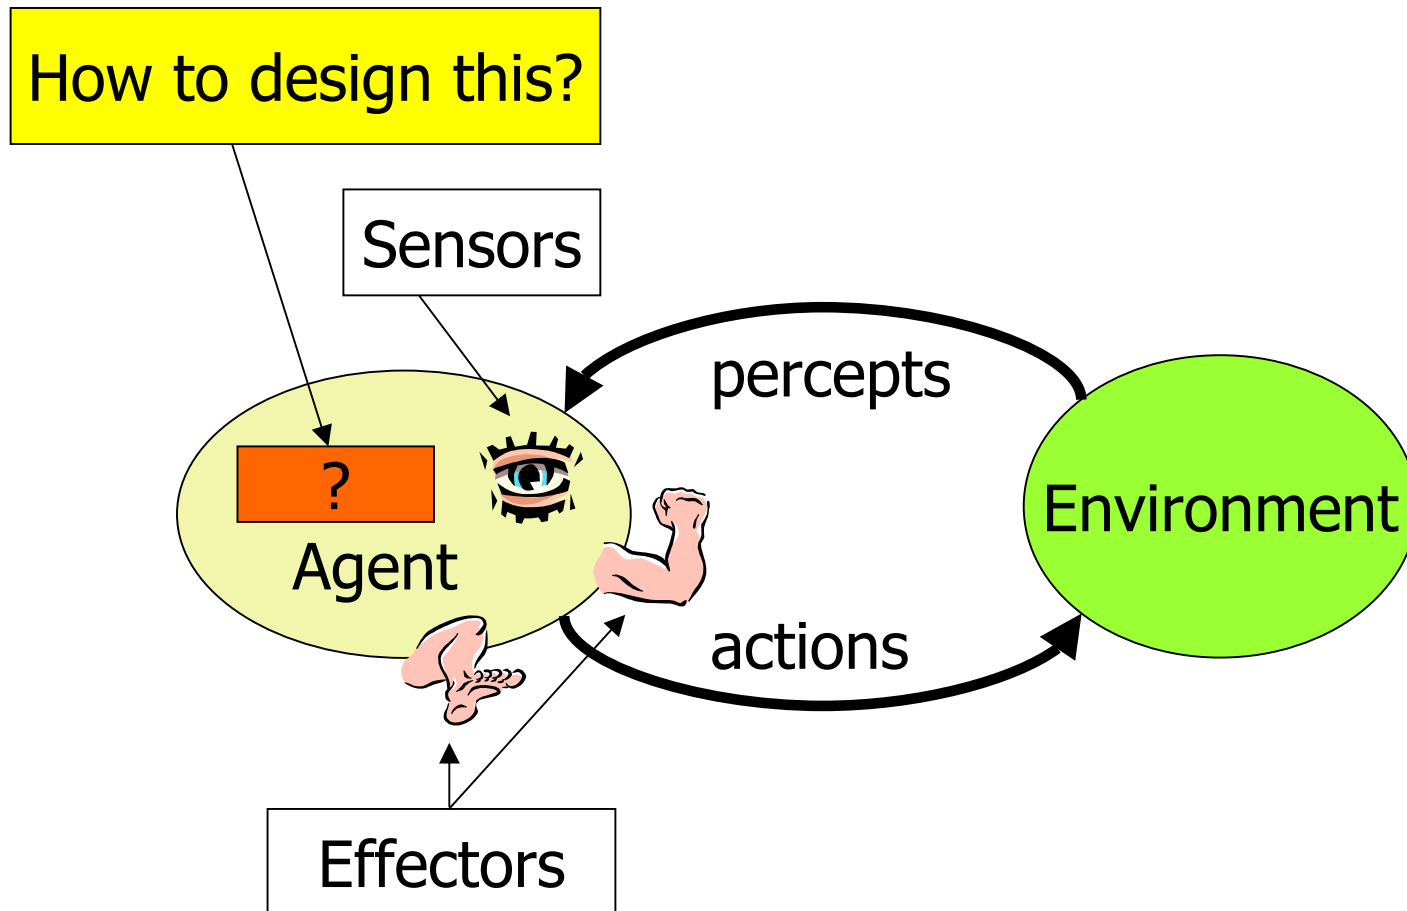 How to design this?
Sensors
percepts
?
Environment
Agent
actions
Effectors